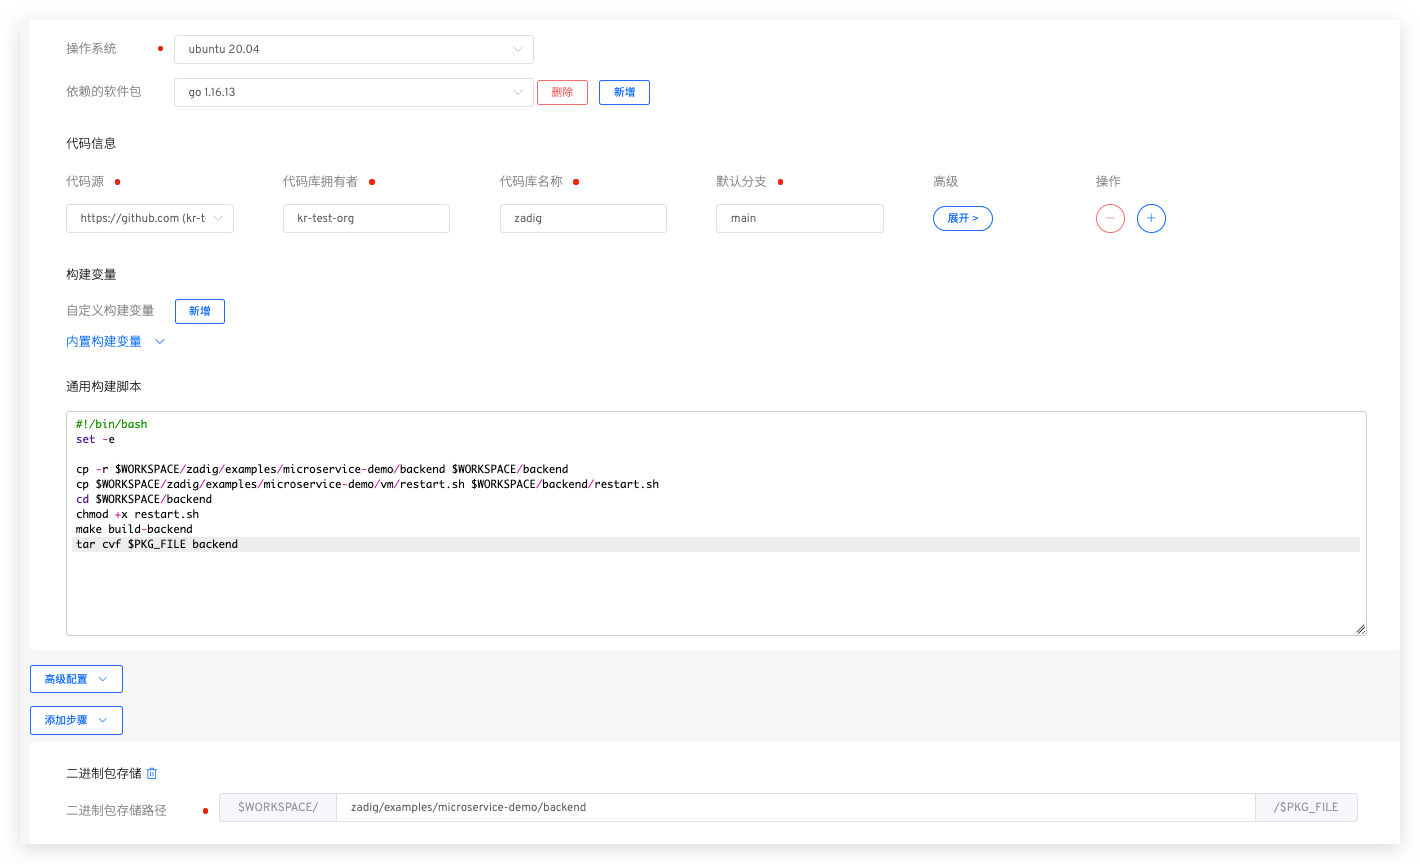 操作系统 ubuntu 20.04
依赖的软件包 go 1.16.13 删除 新增
代码信息
代码源 代码库拥有者 代码库名称 默认分支 高级 操作
https://github.com (kr-t kr-test-org zadig main 展开 >
构建变量
自定义构建变量 新增
内置构建变量
通用构建脚本
#!/bin/bash
set -e
cp -r $WORKSPACE/zadig/examples/microservice-demo/backend $WORKSPACE/backend
cp $WORKSPACE/zadig/examples/microservice-demo/vm/restart.sh $WORKSPACE/backend/restart.sh
cd $WORKSPACE/backend
chmod +x restart.sh
make build-backend
tar cvf $PKG_FILE backend
高级配置
添加步骤
二进制包存储
二进制包存储路径 $WORKSPACE/ zadig/examples/microservice-demo/backend /$PKG_FILE